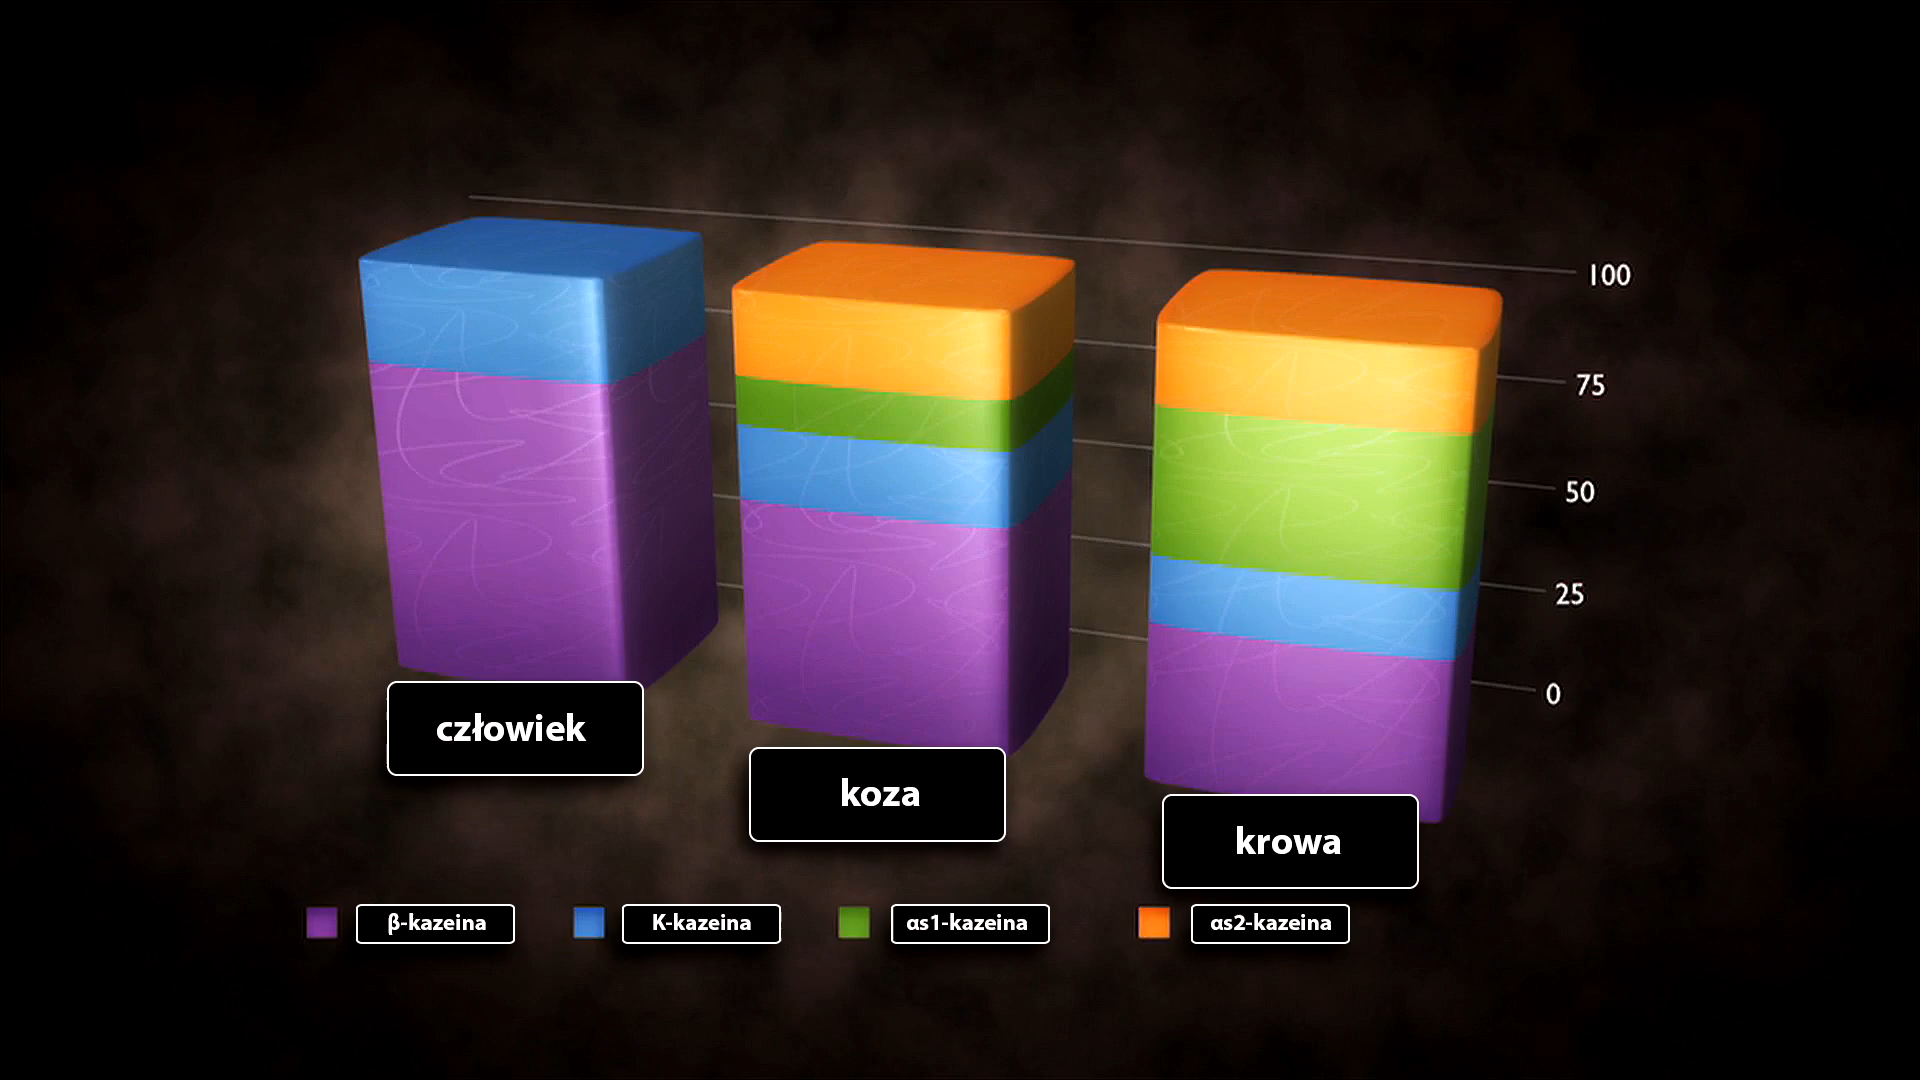 100
75
50
25
0
człowiek
koza
krowa
β-kazeina
K-kazeina
αs1-kazeina
αs2-kazeina